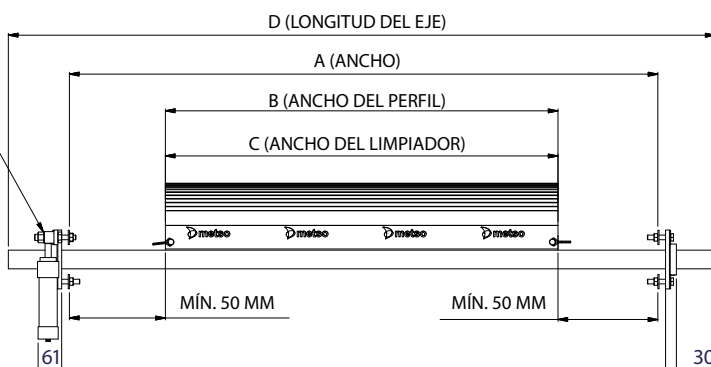 D (LONGITUD DEL EJE)
A (ANCHO)
B (ANCHO DEL PERFIL)
C (ANCHO DEL LIMPIADOR)
metso metso metso metso
MÍN. 50 MM MÍN. 50 MM
61 30